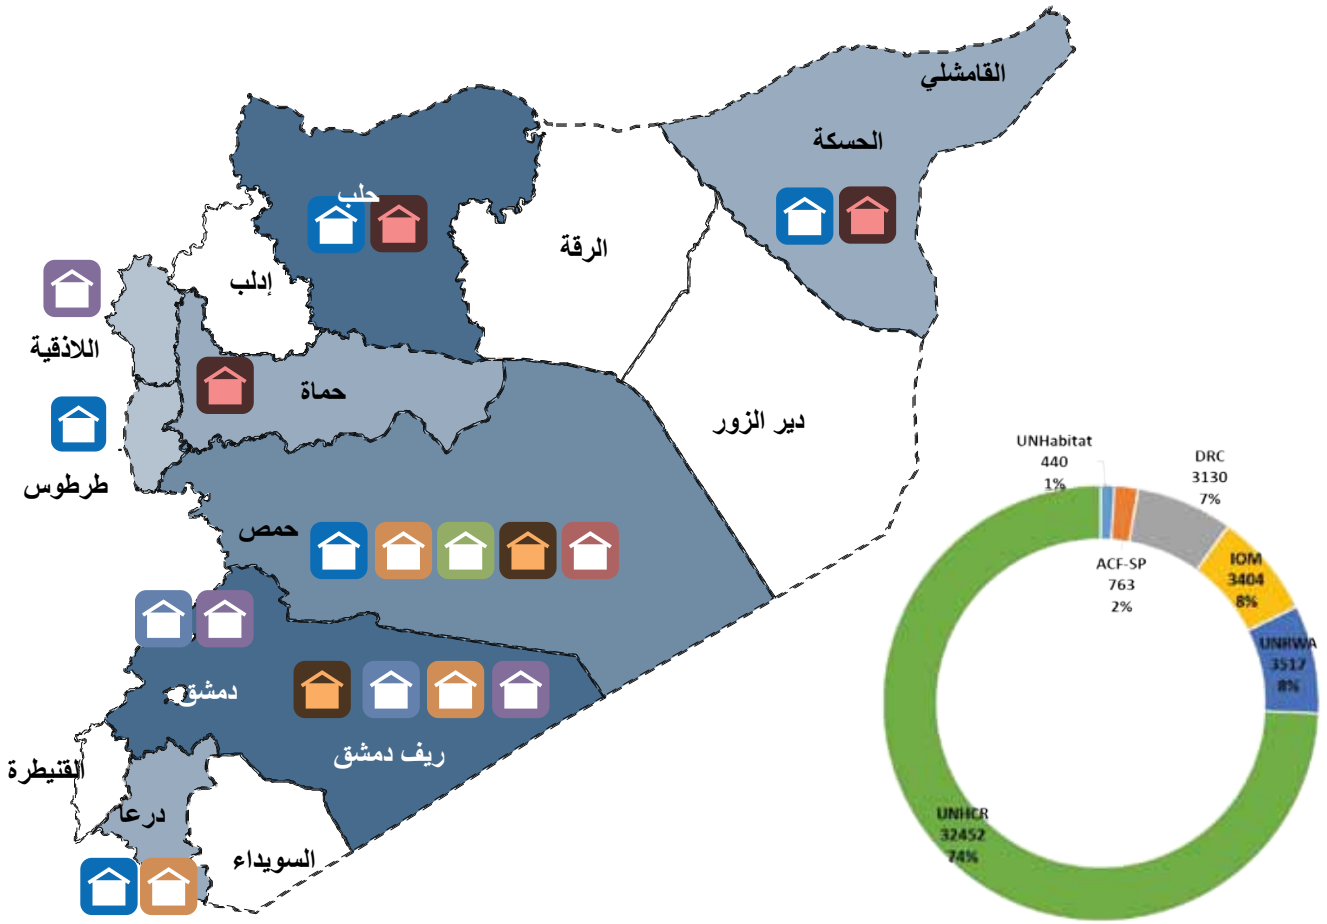 القامشلي
الحسكة
حلب
الرقة
إدلب
اللاذقية
حماة
دير الزور
طرطوس
حمص
دمشق
ريف دمشق
القنيطرة
درعا
السويداء
UNHabitat
440
1%
DRC
3130
7%
ACF-SP
763
2%
IOM
3404
8%
UNRWA
3517
8%
UNHCR
32452
74%